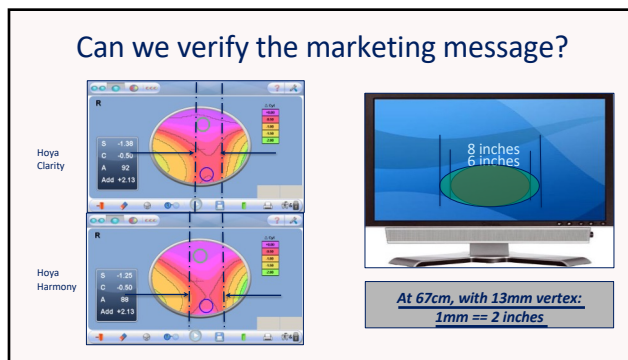 Can we verify the marketing message?
R
Hoya
Clarity
S -1.38
C -0.50
A 92
Add +2.13
R
Hoya
Harmony
S -1.25
C -0.50
A 88
Add +2.13
8 inches
6 inches
At 67cm, with 13mm vertex:
1mm == 2 inches